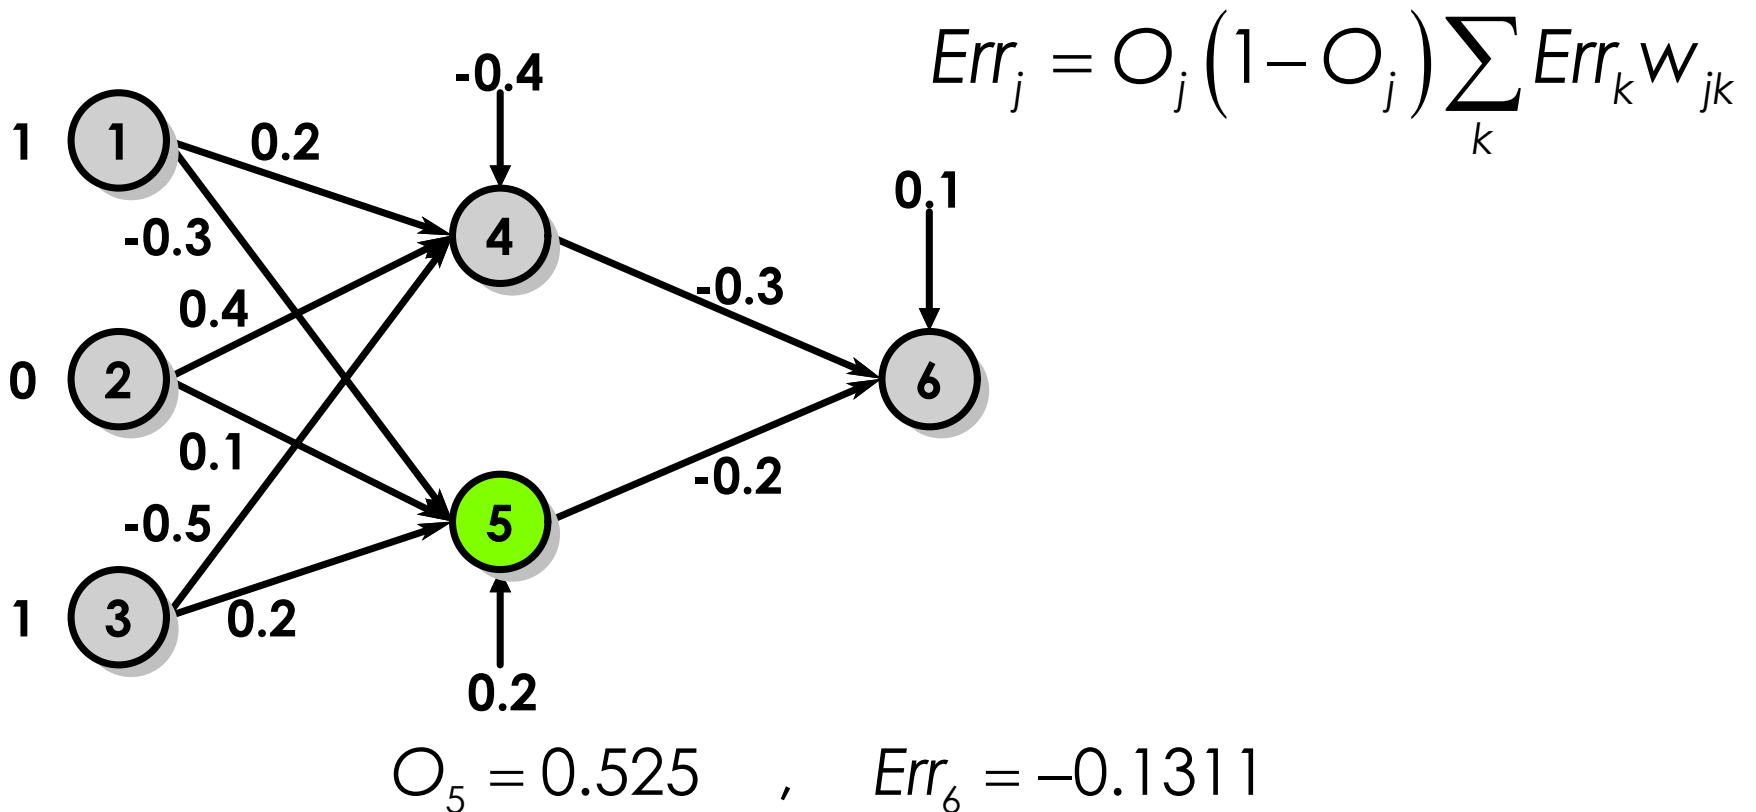 Err_j = O_j (1 − O_j) ∑_k Err_k w_jk
-0.4
1 1 0.2
0.1
-0.3 4
0.4 -0.3
0 2 6
0.1 -0.2
-0.5 5
1 3 0.2
0.2
O_5 = 0.525 , Err_6 = −0.1311